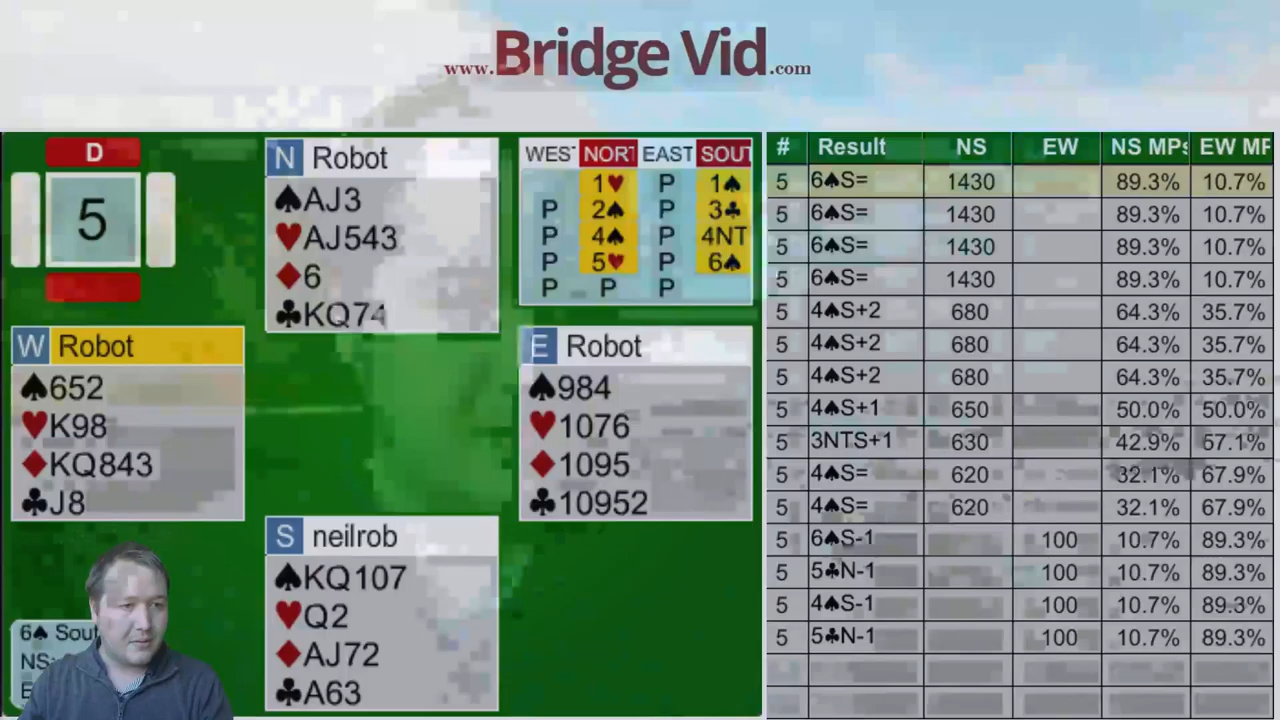 www.Bridge Vid.com
D
5
N Robot
♠AJ3
♥AJ543
♦6
♣KQ74
WES NORT EAST SOUT
1♥ P 1♠
P 2♠ P 3♣
P 4♠ P 4NT
P 5♥ P 6♠
P P P
W Robot
♠652
♥K98
♦KQ843
♣J8
E Robot
♠984
♥1076
♦1095
♣10952
S neilrob
♠KQ107
♥Q2
♦AJ72
♣A63
6♠ Sout
NS:
E
# Result NS EW NS MPs EW MP
5 6♠S= 1430 89.3% 10.7%
5 6♠S= 1430 89.3% 10.7%
5 6♠S= 1430 89.3% 10.7%
5 6♠S= 1430 89.3% 10.7%
5 4♠S+2 680 64.3% 35.7%
5 4♠S+2 680 64.3% 35.7%
5 4♠S+2 680 64.3% 35.7%
5 4♠S+1 650 50.0% 50.0%
5 3NTS+1 630 42.9% 57.1%
5 4♠S= 620 32.1% 67.9%
5 4♠S= 620 32.1% 67.9%
5 6♠S-1 100 10.7% 89.3%
5 5♣N-1 100 10.7% 89.3%
5 4♠S-1 100 10.7% 89.3%
5 5♣N-1 100 10.7% 89.3%